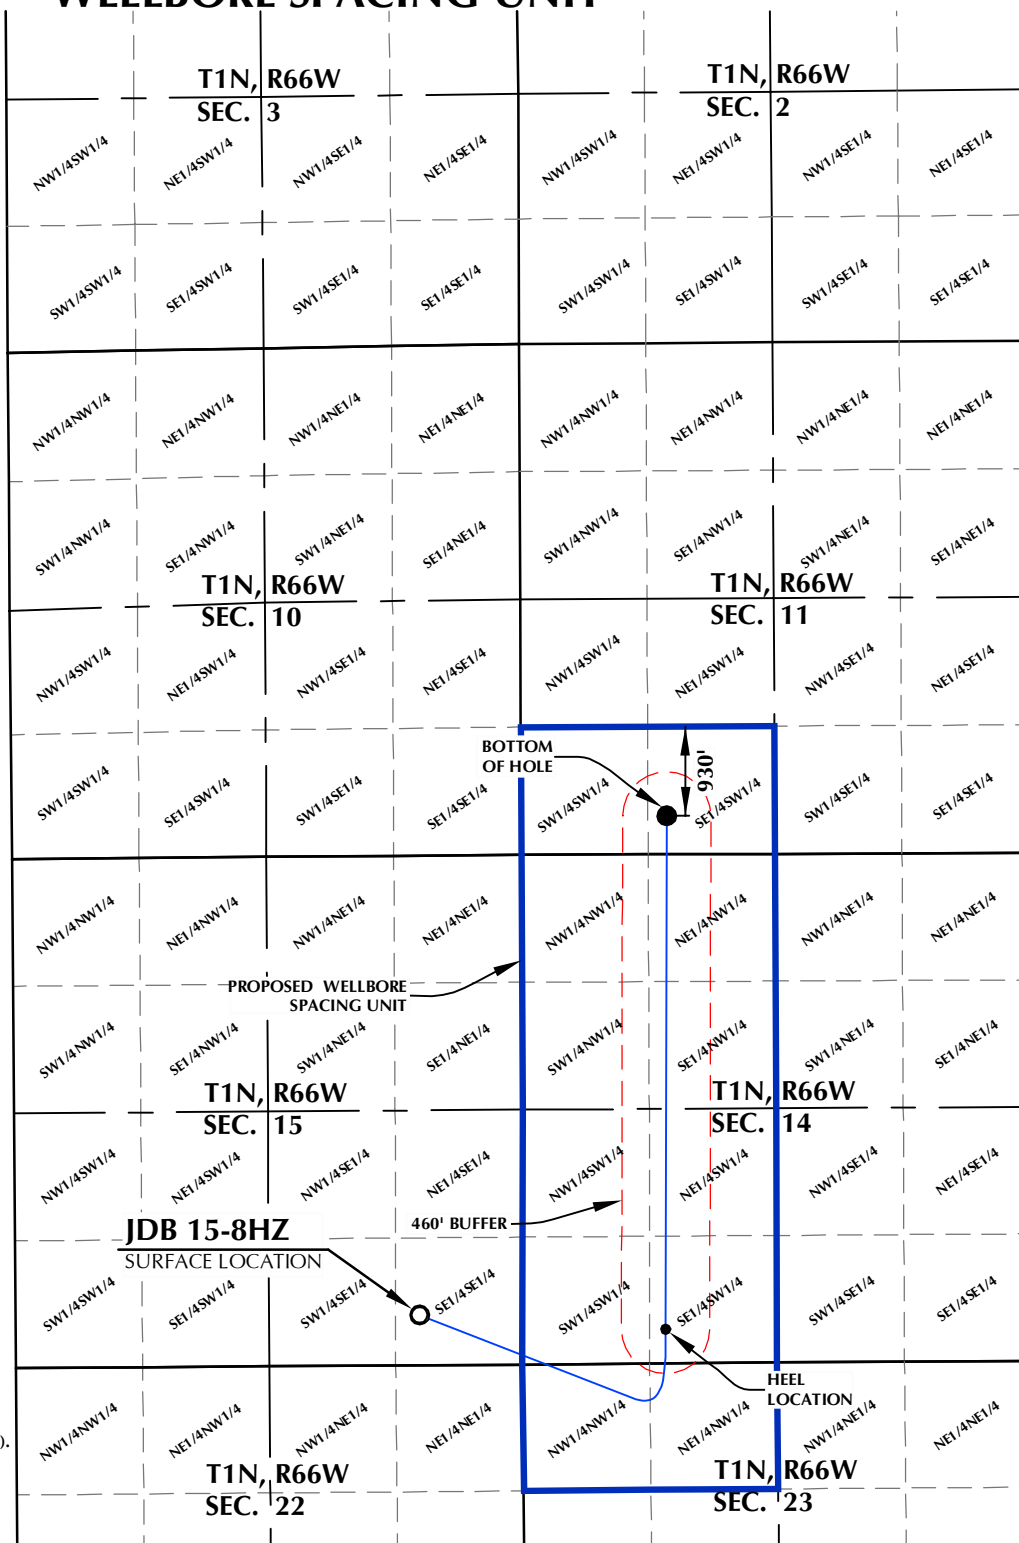 WELLBORE SPACING UNIT
T1N, R66W
SEC. 3
T1N, R66W
SEC. 2
NW1/4SW1/4
NE1/4SW1/4
NW1/4SE1/4
NE1/4SE1/4
NW1/4SW1/4
NE1/4SW1/4
NW1/4SE1/4
NE1/4SE1/4
SW1/4SW1/4
SE1/4SW1/4
SW1/4SE1/4
SE1/4SE1/4
SW1/4SW1/4
SE1/4SW1/4
SW1/4SE1/4
SE1/4SE1/4
NW1/4NW1/4
NE1/4NW1/4
NW1/4NE1/4
NE1/4NE1/4
NW1/4NW1/4
NE1/4NW1/4
NW1/4NE1/4
NE1/4NE1/4
SW1/4NW1/4
SE1/4NW1/4
SW1/4NE1/4
SE1/4NE1/4
SW1/4NW1/4
SE1/4NW1/4
SW1/4NE1/4
SE1/4NE1/4
T1N, R66W
SEC. 10
T1N, R66W
SEC. 11
NW1/4SW1/4
NE1/4SW1/4
NW1/4SE1/4
NE1/4SE1/4
NW1/4SW1/4
NE1/4SW1/4
NW1/4SE1/4
NE1/4SE1/4
BOTTOM
OF HOLE
930'
SW1/4SW1/4
SE1/4SW1/4
SW1/4SE1/4
SE1/4SE1/4
SW1/4SW1/4
SE1/4SW1/4
SW1/4SE1/4
SE1/4SE1/4
NW1/4NW1/4
NE1/4NW1/4
NW1/4NE1/4
NE1/4NE1/4
NW1/4NW1/4
NE1/4NW1/4
NW1/4NE1/4
NE1/4NE1/4
PROPOSED WELLBORE
SPACING UNIT
SW1/4NW1/4
SE1/4NW1/4
SW1/4NE1/4
SE1/4NE1/4
SW1/4NW1/4
SE1/4NW1/4
SW1/4NE1/4
SE1/4NE1/4
T1N, R66W
SEC. 15
T1N, R66W
SEC. 14
NW1/4SW1/4
NE1/4SW1/4
NW1/4SE1/4
NE1/4SE1/4
NW1/4SW1/4
NE1/4SW1/4
NW1/4SE1/4
NE1/4SE1/4
460' BUFFER
JDB 15-8HZ
SURFACE LOCATION
SW1/4SW1/4
SE1/4SW1/4
SW1/4SE1/4
SE1/4SE1/4
SW1/4SW1/4
SE1/4SW1/4
SW1/4SE1/4
SE1/4SE1/4
HEEL
LOCATION
NW1/4NW1/4
NE1/4NW1/4
NW1/4NE1/4
NE1/4NE1/4
NW1/4NW1/4
NE1/4NW1/4
NW1/4NE1/4
NE1/4NE1/4
).
T1N, R66W
SEC. 22
T1N, R66W
SEC. 23